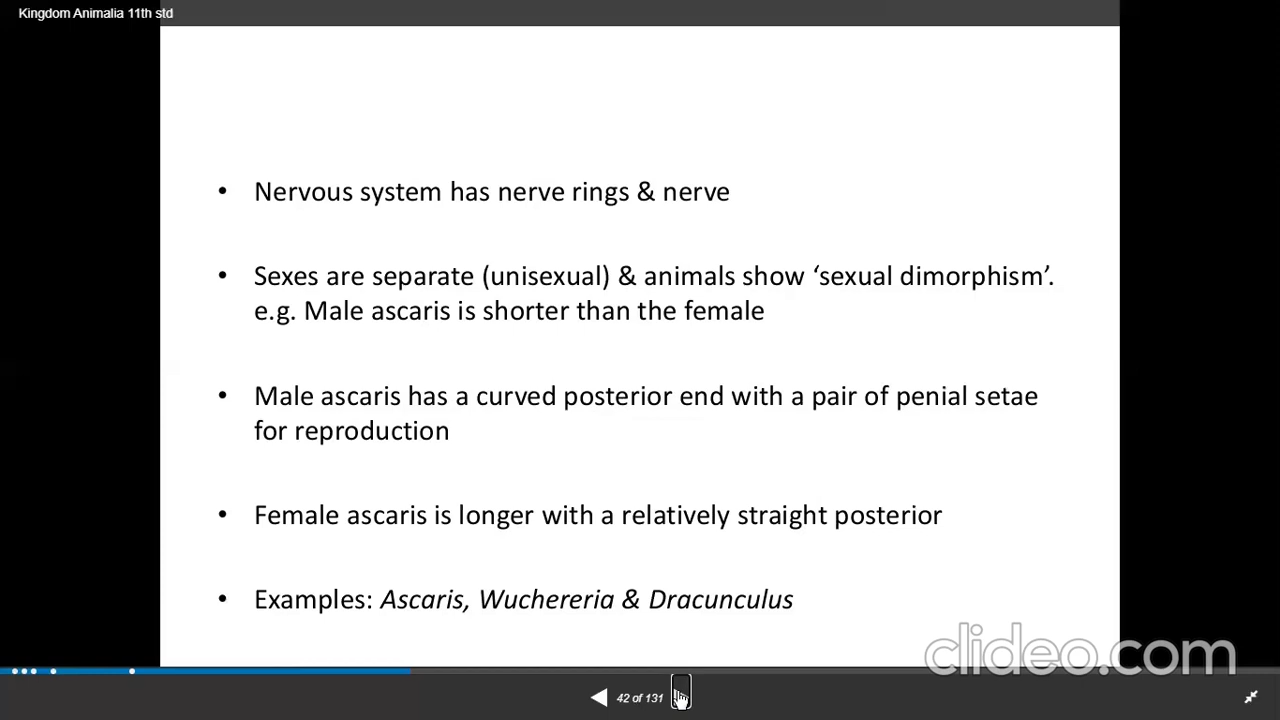 Kingdom Animalia 11th std
• Nervous system has nerve rings & nerve
• Sexes are separate (unisexual) & animals show ‘sexual dimorphism’.
e.g. Male ascaris is shorter than the female
• Male ascaris has a curved posterior end with a pair of penial setae
for reproduction
• Female ascaris is longer with a relatively straight posterior
• Examples: Ascaris, Wuchereria & Dracunculus
clideo.com
42 of 131